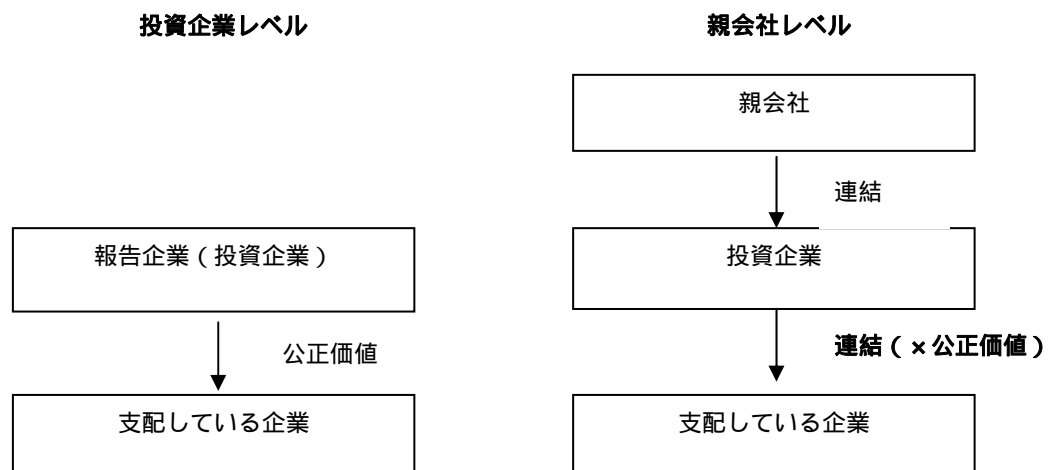 投資企業レベル
親会社レベル
親会社
連結
報告企業（投資企業）
投資企業
公正価値
連結（×公正価値）
支配している企業
支配している企業